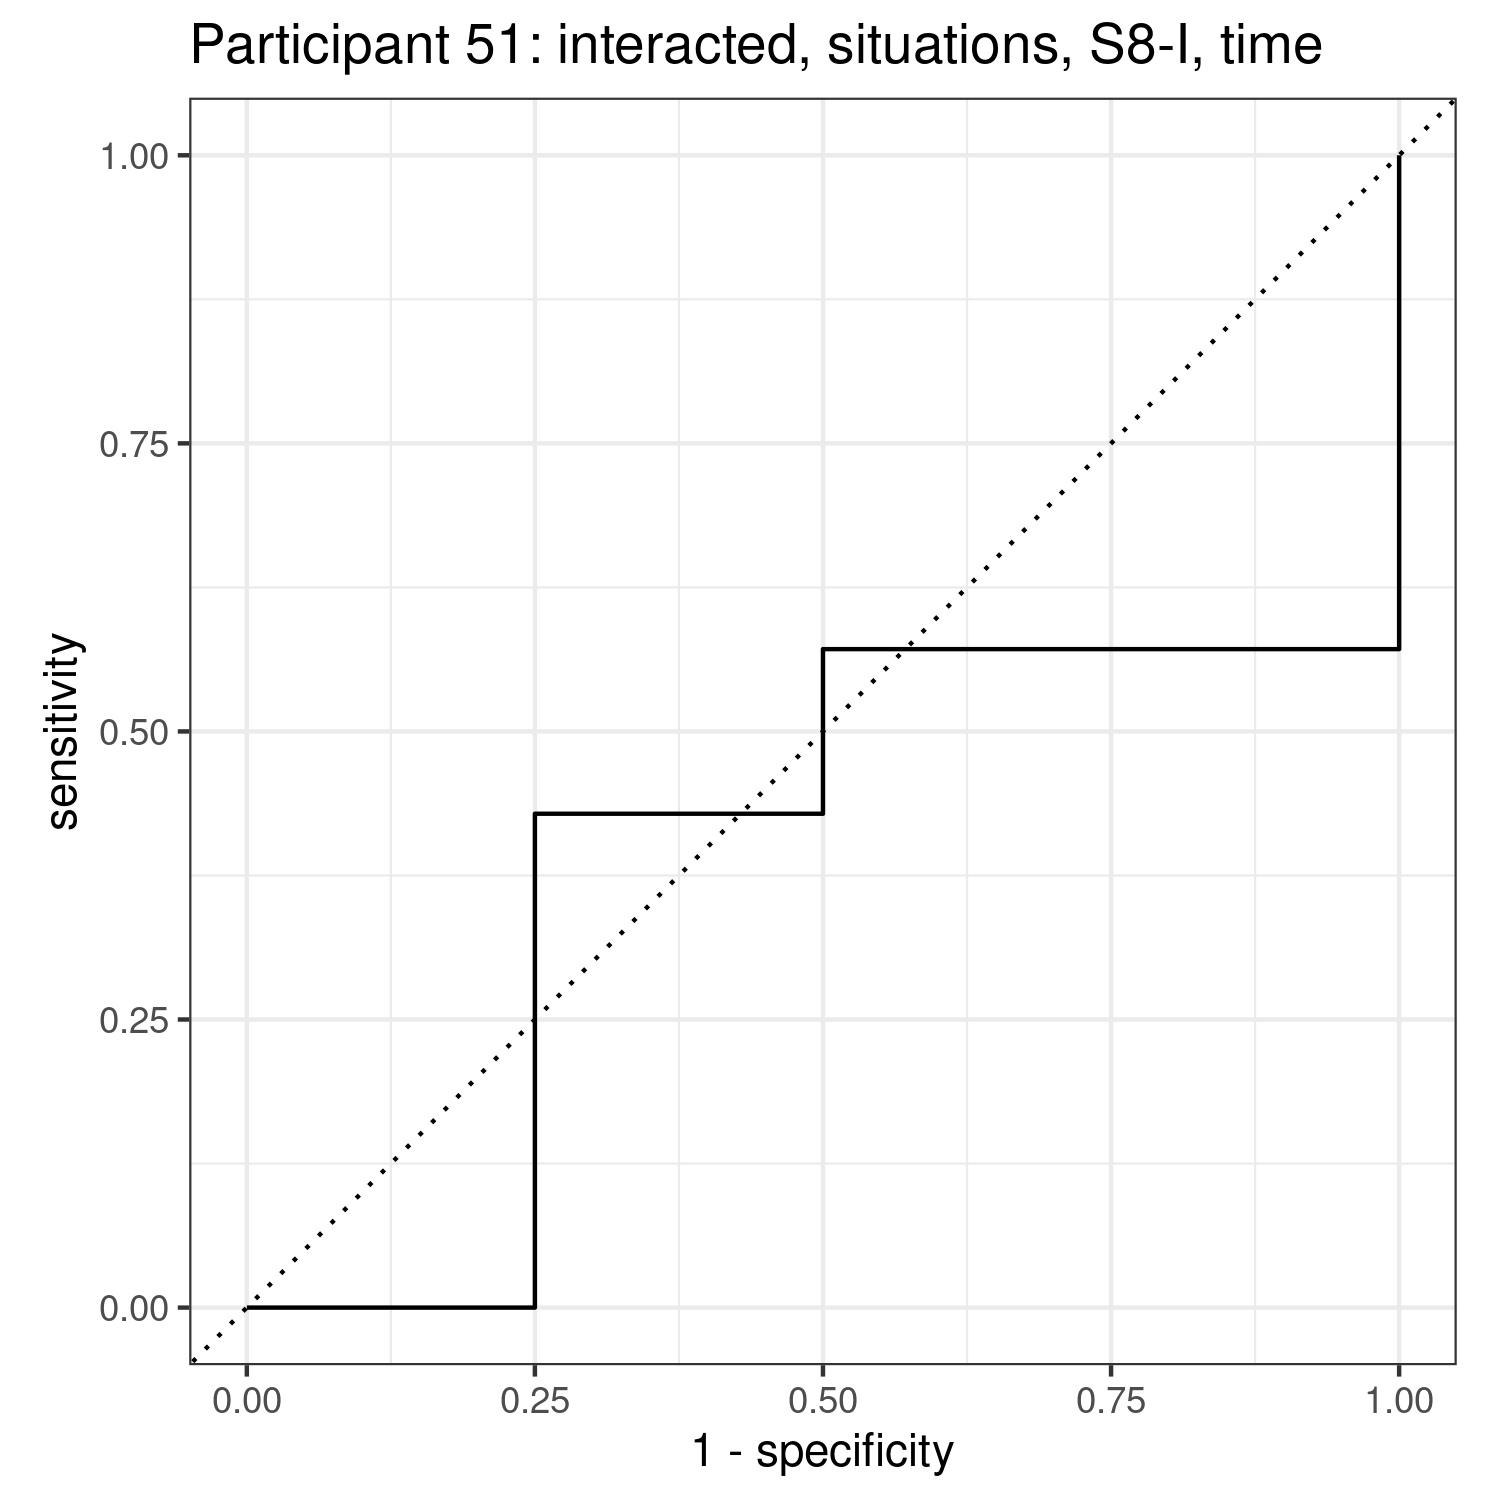 Participant 51: interacted, situations, S8-I, time
sensitivity
1.00
0.75
0.50
0.25
0.00
0.00 0.25 0.50 0.75 1.00
1 - specificity